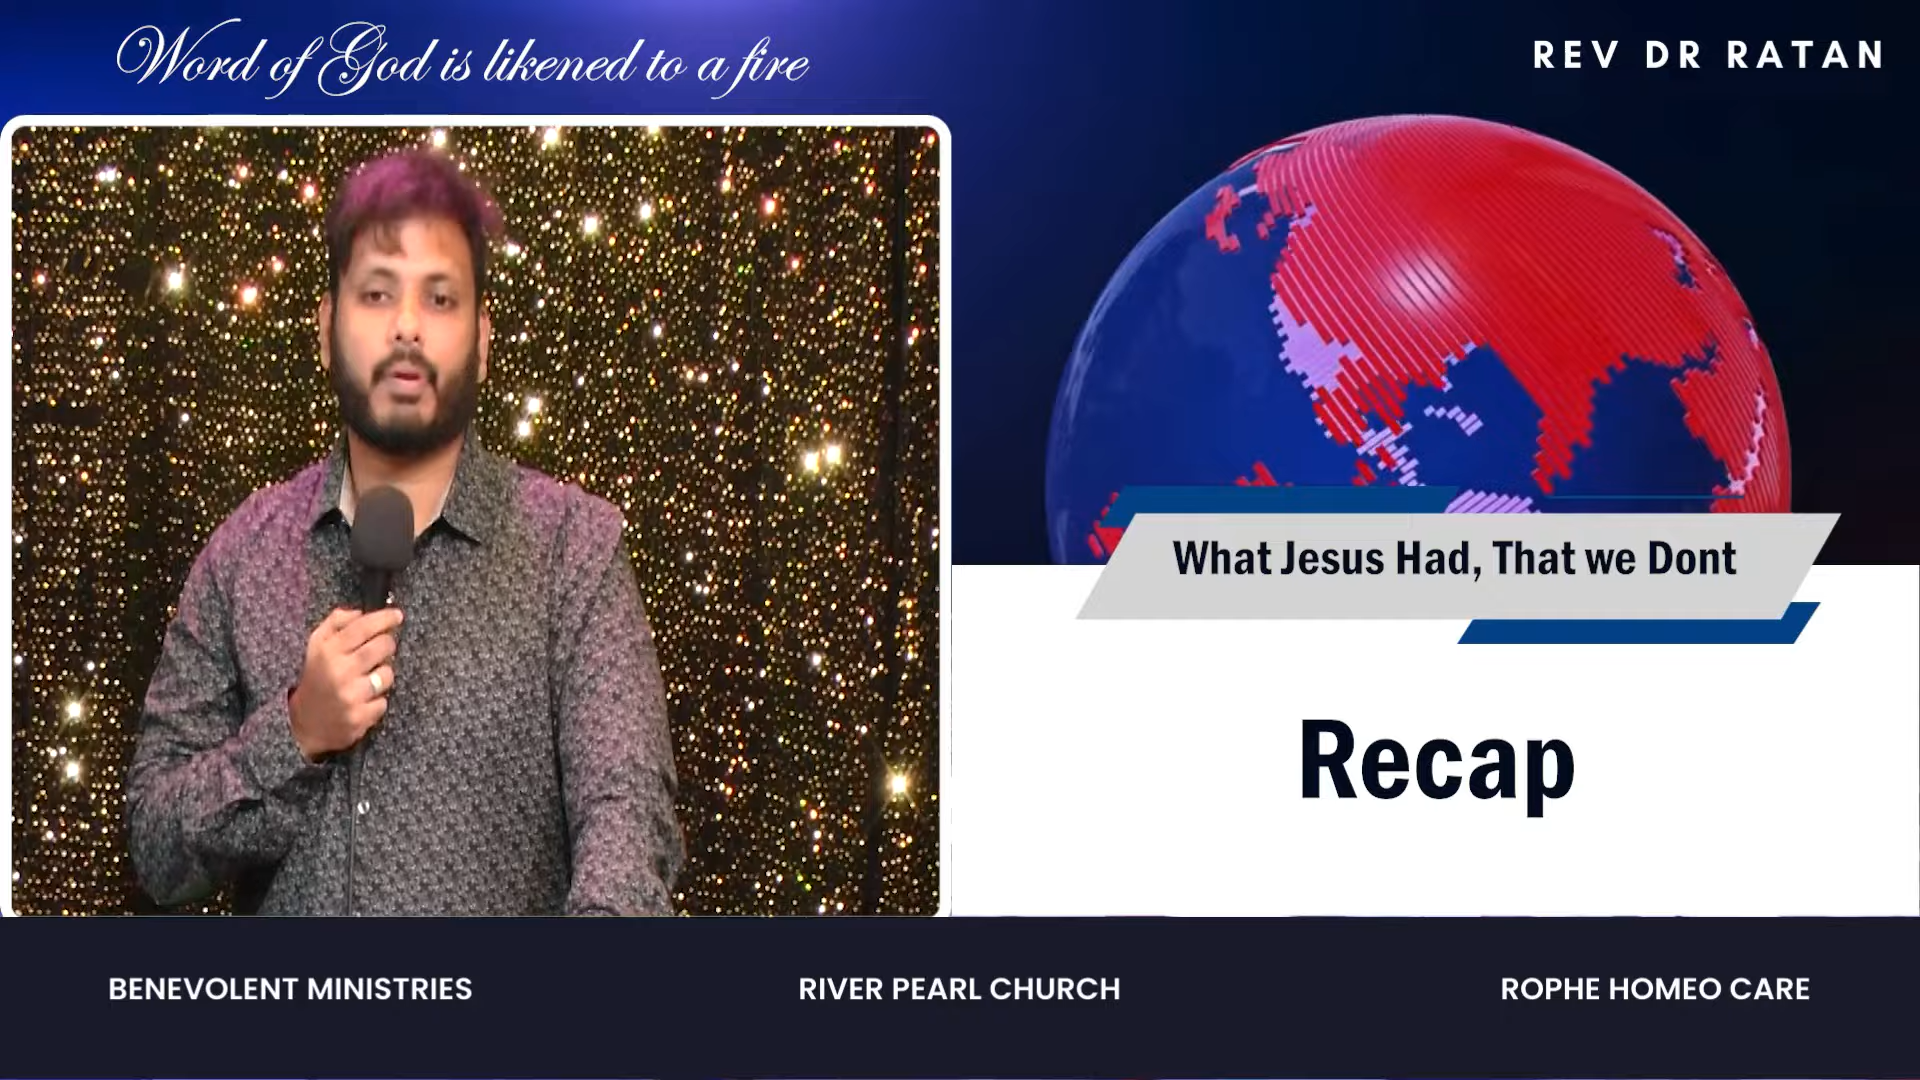 Word of God is likened to a fire
REV DR RATAN
What Jesus Had, That we Dont
Recap
BENEVOLENT MINISTRIES
RIVER PEARL CHURCH
ROPHE HOMEO CARE